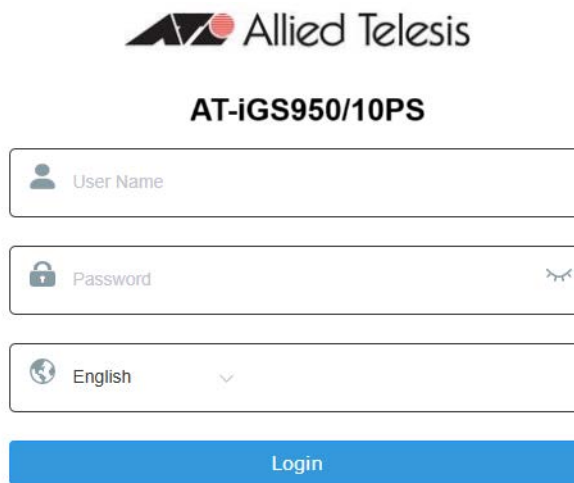 Allied Telesis
AT-iGS950/10PS
User Name
Password
English
Login